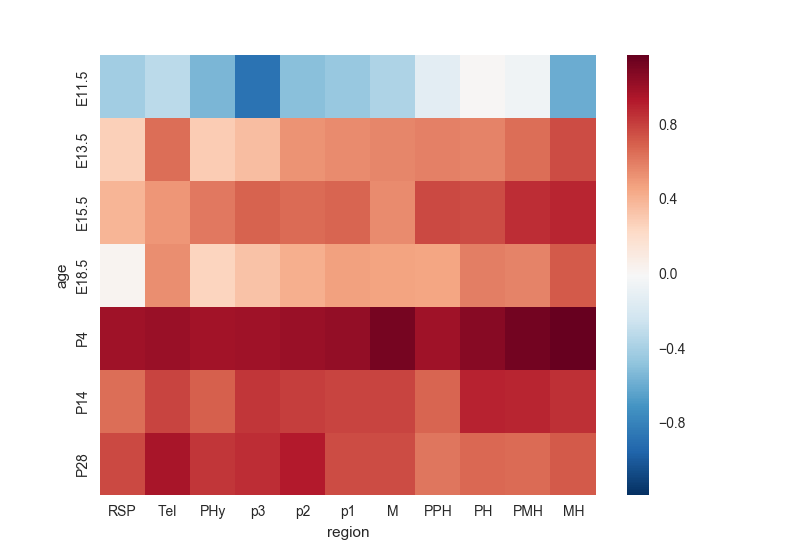 age
E11.5
E13.5
E15.5
E18.5
P4
P14
P28
RSP Tel PHy p3 p2 p1 M PPH PH PMH MH
region
0.8
0.4
0.0
−0.4
−0.8